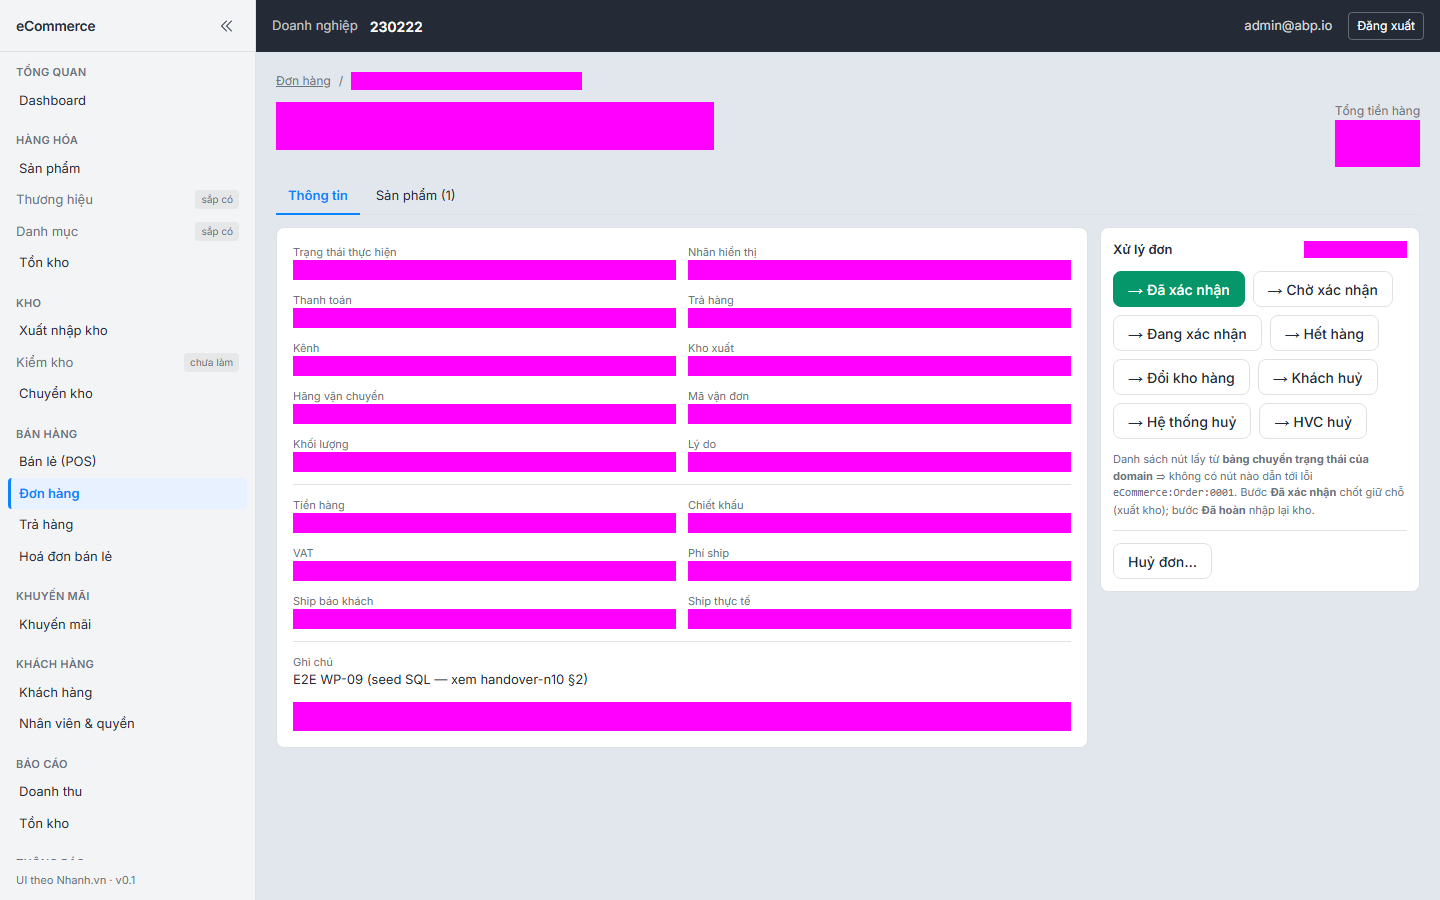 eCommerce
Doanh nghiệp 230222
admin@abp.io
Đăng xuất
TỔNG QUAN
Dashboard
HÀNG HÓA
Sản phẩm
Thương hiệu sắp có
Danh mục sắp có
Tồn kho
KHO
Xuất nhập kho
Kiểm kho chưa làm
Chuyển kho
BÁN HÀNG
Bán lẻ (POS)
Đơn hàng
Trả hàng
Hoá đơn bán lẻ
KHUYẾN MÃI
Khuyến mãi
KHÁCH HÀNG
Khách hàng
Nhân viên & quyền
BÁO CÁO
Doanh thu
Tồn kho
UI theo Nhanh.vn · v0.1
Đơn hàng /
Tổng tiền hàng
Thông tin
Sản phẩm (1)
Trạng thái thực hiện
Nhãn hiển thị
Thanh toán
Trả hàng
Kênh
Kho xuất
Hãng vận chuyển
Mã vận đơn
Khối lượng
Lý do
Tiền hàng
Chiết khấu
VAT
Phí ship
Ship báo khách
Ship thực tế
Ghi chú
E2E WP-09 (seed SQL — xem handover-n10 §2)
Xử lý đơn
→ Đã xác nhận
→ Chờ xác nhận
→ Đang xác nhận
→ Hết hàng
→ Đổi kho hàng
→ Khách huỷ
→ Hệ thống huỷ
→ HVC huỷ
Danh sách nút lấy từ bảng chuyển trạng thái của
domain ⇒ không có nút nào dẫn tới lỗi
eCommerce:Order:0001. Bước Đã xác nhận chốt giữ chỗ
(xuất kho); bước Đã hoàn nhập lại kho.
Huỷ đơn...